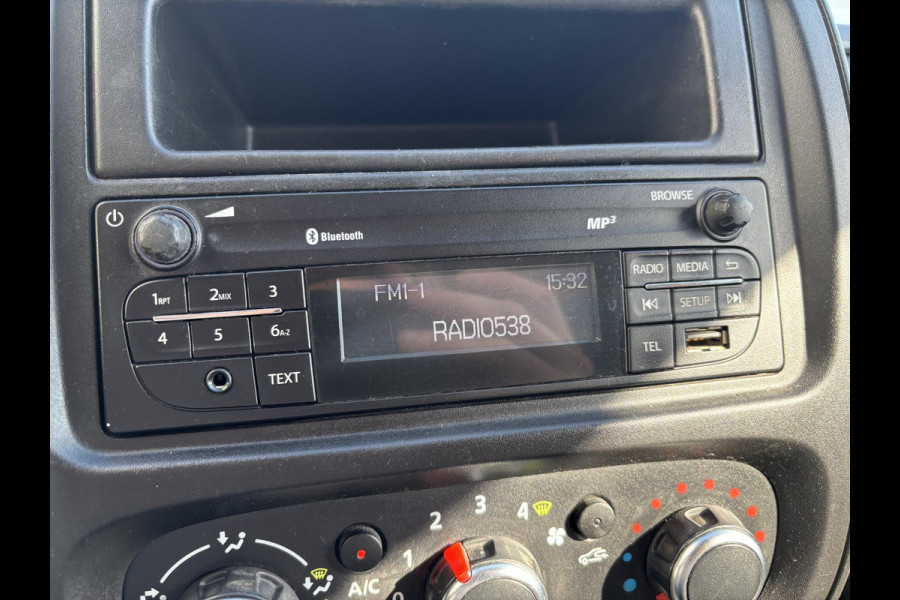 BROWSE
Bluetooth
MP3
1RPT 2MIX 3
4 5 6A-Z
TEXT
FM1-1 15:32
RADIO538
RADIO MEDIA
SETUP
TEL
0 1 2 3 4
A/C